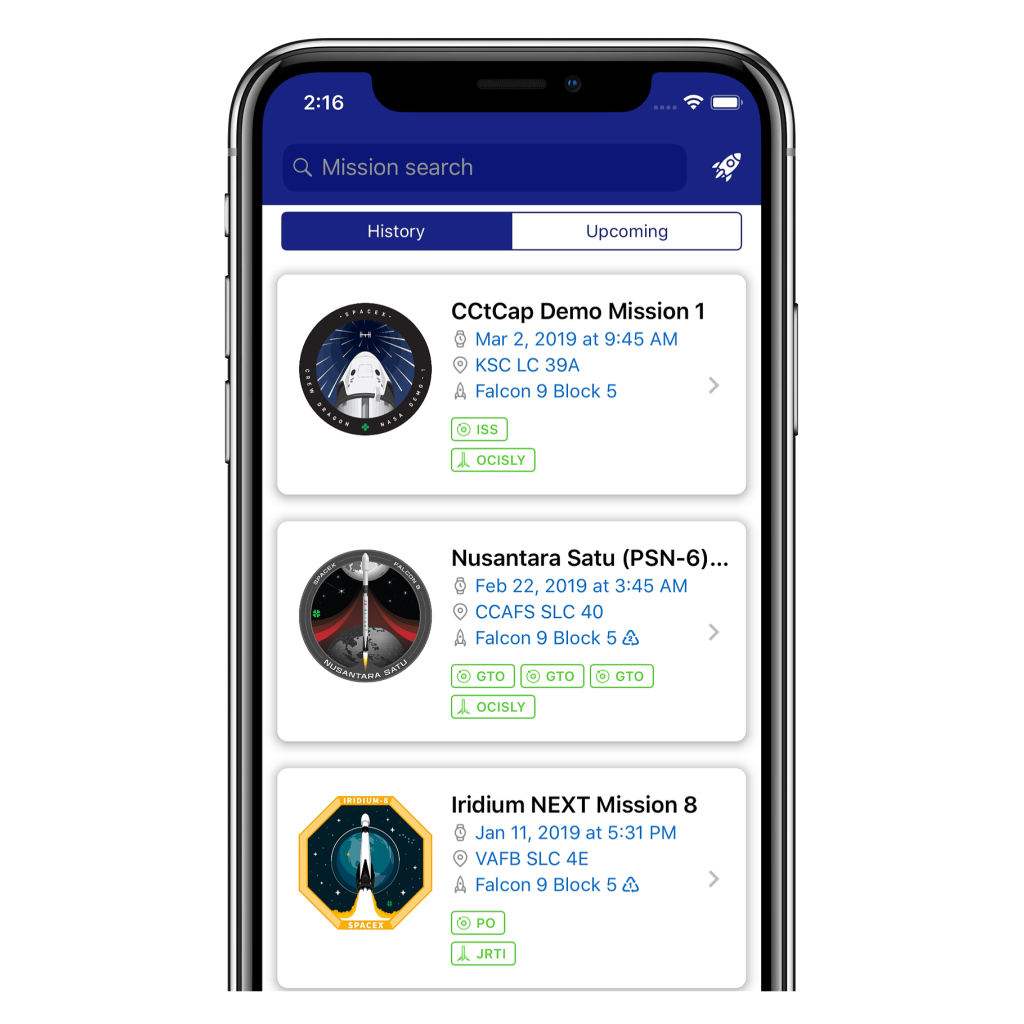 2:16
Mission search
History
Upcoming
· SPACEX ·
CREW DRAGON
NASA DEMO-1
CCtCap Demo Mission 1
Mar 2, 2019 at 9:45 AM
KSC LC 39A
Falcon 9 Block 5
ISS
OCISLY
SPACEX
FALCON 9
NUSANTARA SATU
Nusantara Satu (PSN-6)...
Feb 22, 2019 at 3:45 AM
CCAFS SLC 40
Falcon 9 Block 5
GTO GTO GTO
OCISLY
IRIDIUM-8
SPACEX
Iridium NEXT Mission 8
Jan 11, 2019 at 5:31 PM
VAFB SLC 4E
Falcon 9 Block 5
PO
JRTI